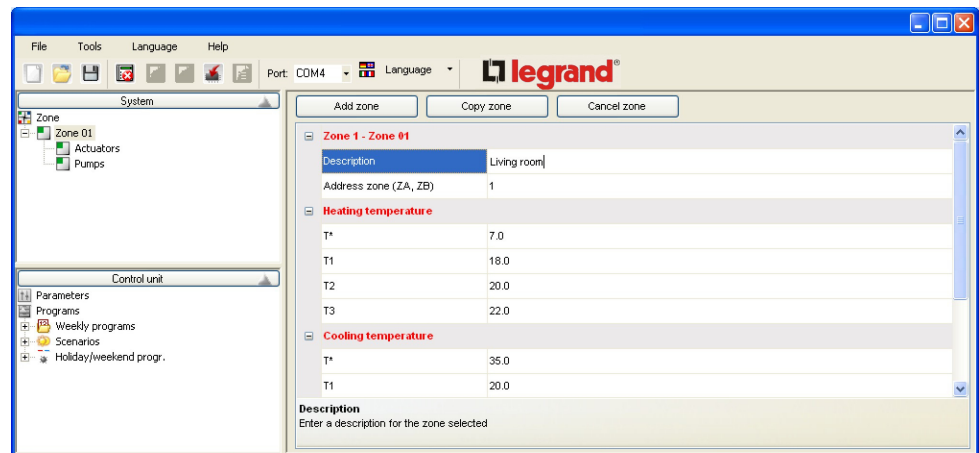 File Tools Language Help
Port: COM4 Language legrand®
System
Zone
Zone 01
Actuators
Pumps
Control unit
Parameters
Programs
Weekly programs
Scenarios
Holiday/weekend progr.
Add zone Copy zone Cancel zone
Zone 1 - Zone 01
Description Living room
Address zone (ZA, ZB) 1
Heating temperature
T* 7.0
T1 18.0
T2 20.0
T3 22.0
Cooling temperature
T* 35.0
T1 20.0
Description
Enter a description for the zone selected